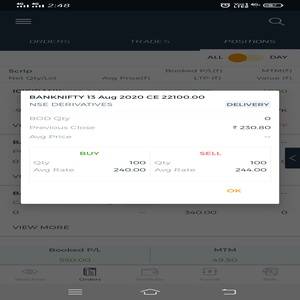 2:48
ORDERS TRADES POSITIONS
ALL DAY
Scrip Booked P/L(₹) MTM(₹)
Net Qty/Lot Avg Price(₹) LTP (₹) Value (₹)
BANKNIFTY 13 Aug 2020 CE 22100.00
NSE DERIVATIVES DELIVERY
BOD Qty 0
Previous Close ₹ 230.80
Avg Price --
BUY SELL
Qty 100 Qty 100
Avg Rate 240.00 Avg Rate 244.00
OK
0 -- 340.00 0
VIEW MORE
Booked P/L MTM
550.00 49.50
Orders